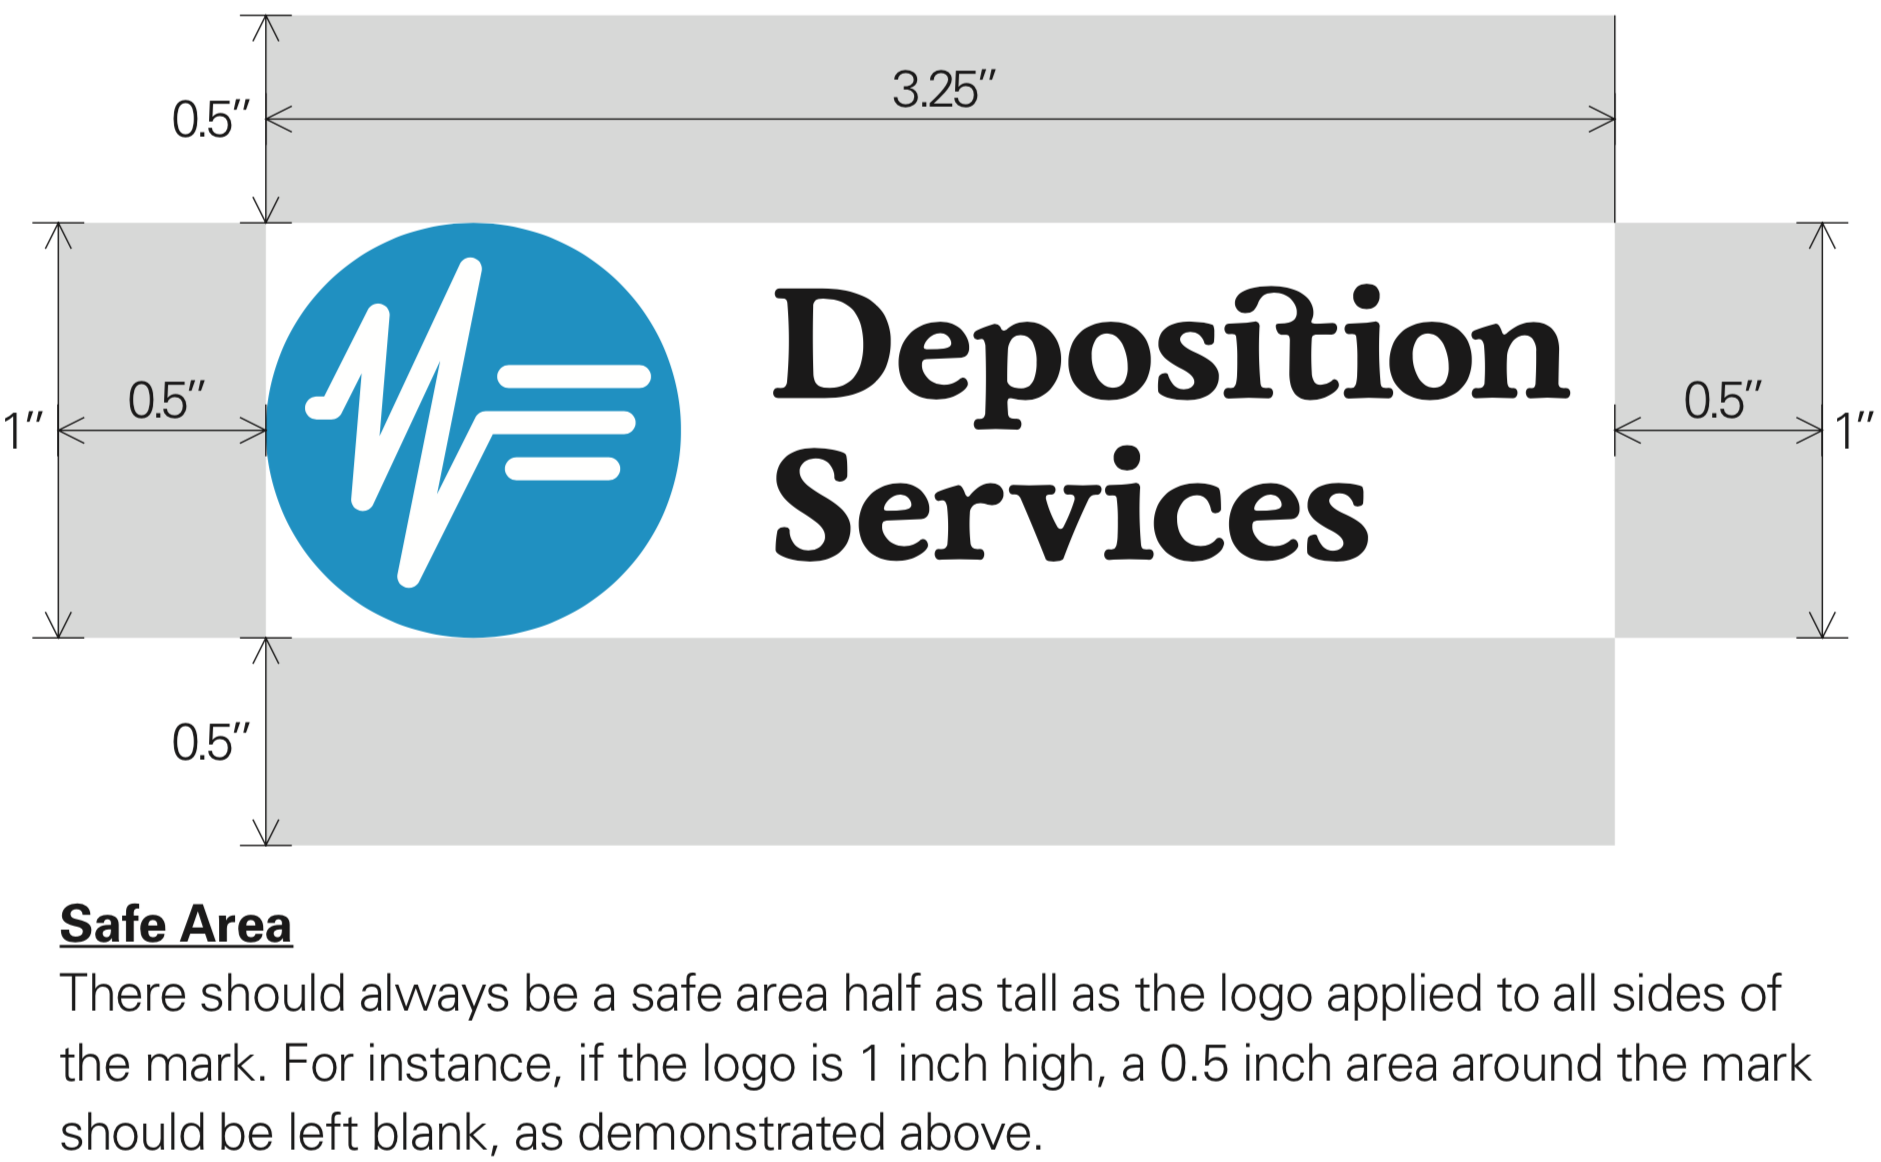 3.25″
0.5″
Deposition
0.5″
0.5″
1″
1″
Services
0.5″
Safe Area
There should always be a safe area half as tall as the logo applied to all sides of
the mark. For instance, if the logo is 1 inch high, a 0.5 inch area around the mark
should be left blank, as demonstrated above.